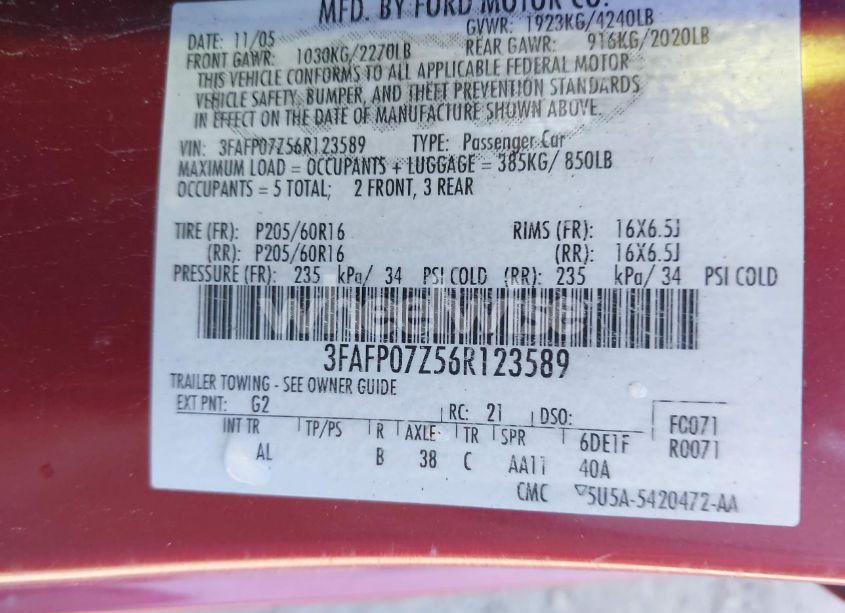 MFD. BY FORD MOTOR CO.
DATE: 11/05 GVWR: 1923KG/4240LB
FRONT GAWR: 1030KG/2270LB REAR GAWR: 916KG/2020LB
THIS VEHICLE CONFORMS TO ALL APPLICABLE FEDERAL MOTOR
VEHICLE SAFETY, BUMPER, AND THEFT PREVENTION STANDARDS
IN EFFECT ON THE DATE OF MANUFACTURE SHOWN ABOVE.
VIN: 3FAFP07Z56R123589 TYPE: Passenger Car
MAXIMUM LOAD = OCCUPANTS + LUGGAGE = 385KG/ 850LB
OCCUPANTS = 5 TOTAL; 2 FRONT, 3 REAR
TIRE (FR): P205/60R16 RIMS (FR): 16X6.5J
(RR): P205/60R16 (RR): 16X6.5J
PRESSURE (FR): 235 kPa/ 34 PSI COLD (RR): 235 kPa/ 34 PSI COLD
wheelwise
3FAFP07Z56R123589
TRAILER TOWING - SEE OWNER GUIDE
EXT PNT: G2 RC: 21 DSO: FC071
INT TR TP/PS R AXLE TR SPR 6DE1F R0071
AL B 38 C AA11 40A
CMC 5U5A-5420472-AA